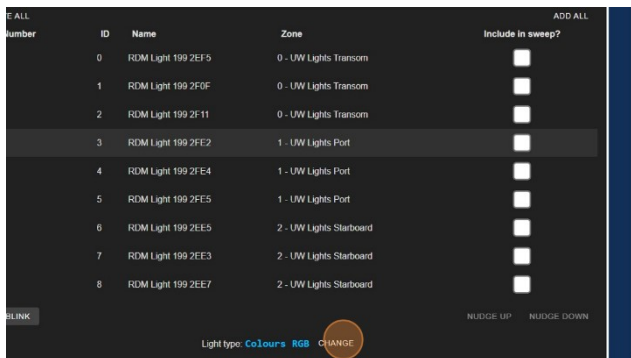 E ALL ADD ALL
Number ID Name Zone Include in sweep?
0 RDM Light 199 2EF5 0 - UW Lights Transom
1 RDM Light 199 2F0F 0 - UW Lights Transom
2 RDM Light 199 2F11 0 - UW Lights Transom
3 RDM Light 199 2FE2 1 - UW Lights Port
4 RDM Light 199 2FE4 1 - UW Lights Port
5 RDM Light 199 2FE5 1 - UW Lights Port
6 RDM Light 199 2EE5 2 - UW Lights Starboard
7 RDM Light 199 2EE3 2 - UW Lights Starboard
8 RDM Light 199 2EE7 2 - UW Lights Starboard
BLINK NUDGE UP NUDGE DOWN
Light type: Colours RGB CHANGE